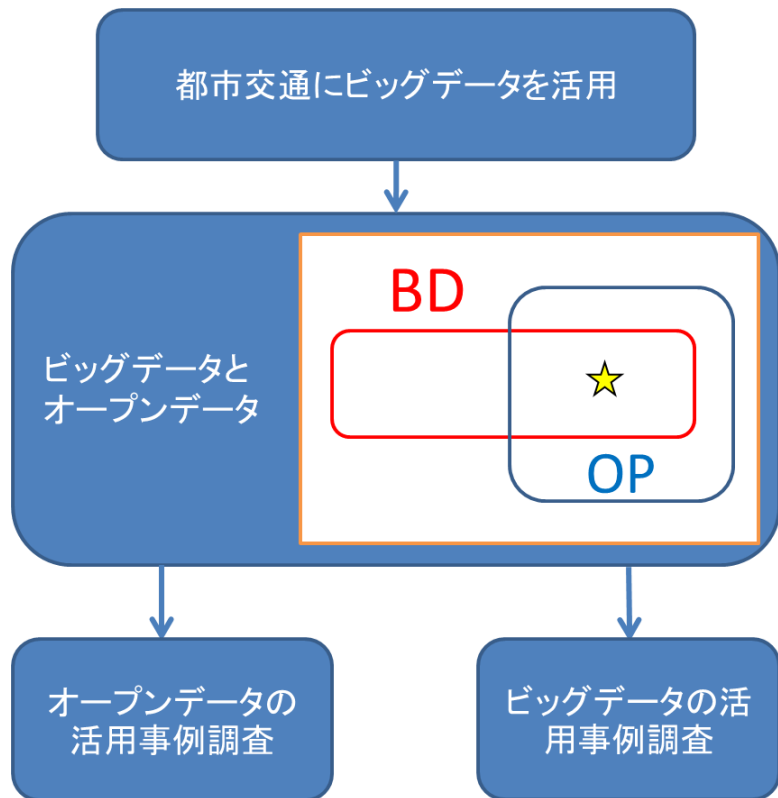 都市交通にビッグデータを活用
BD
ビッグデータと
オープンデータ
OP
オープンデータの
活用事例調査
ビッグデータの活
用事例調査